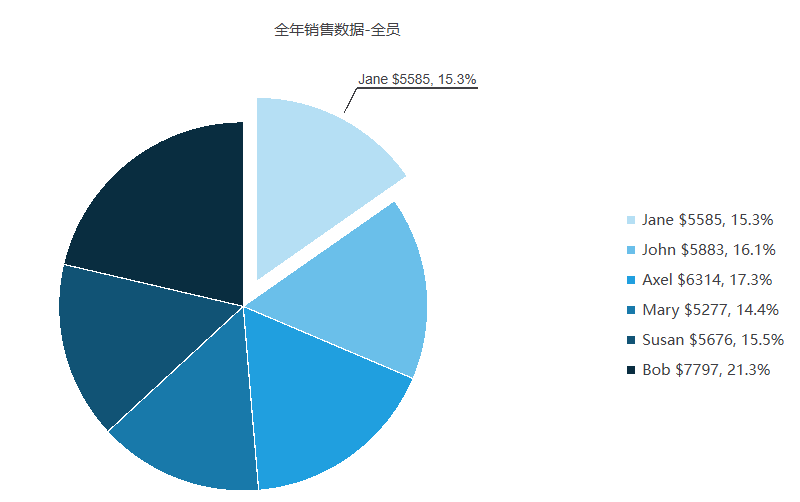 全年销售数据-全员
Jane $5585, 15.3%
Jane $5585, 15.3%
John $5883, 16.1%
Axel $6314, 17.3%
Mary $5277, 14.4%
Susan $5676, 15.5%
Bob $7797, 21.3%